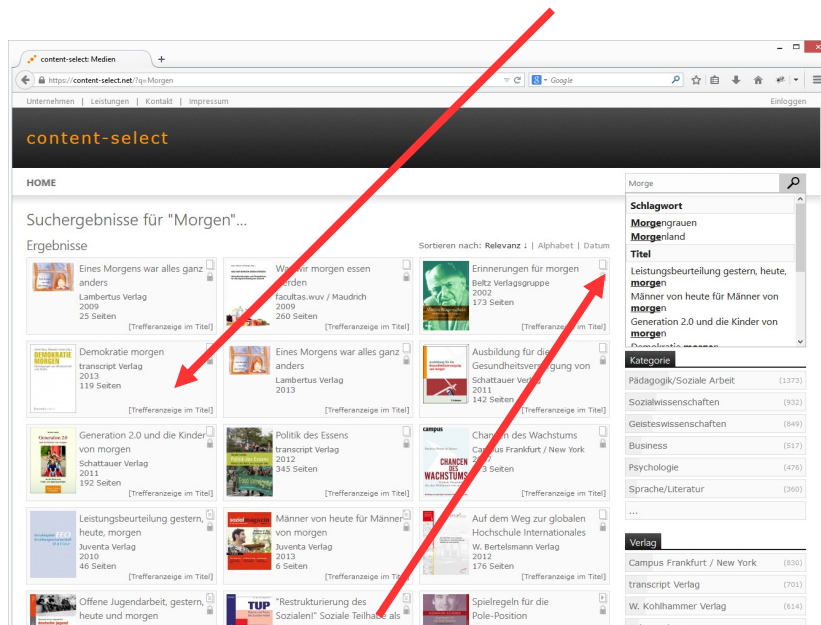 content-select: Medien
https://content-select.net/?q=Morgen
Google
Unternehmen | Leistungen | Kontakt | Impressum
Einloggen
content-select
HOME
Morge
Suchergebnisse für "Morgen"...
Ergebnisse
Sortieren nach: Relevanz ↓ | Alphabet | Datum
Eines Morgens war alles ganz
anders
Lambertus Verlag
2009
25 Seiten
[Trefferanzeige im Titel]
wir morgen essen
facultas.wuv / Maudrich
2009
260 Seiten
[Trefferanzeige im Titel]
Erinnerungen für morgen
Beltz Verlagsgruppe
2002
173 Seiten
[Trefferanzeige im Titel]
DEMOKRATIE
MORGEN
Demokratie morgen
transcript Verlag
2013
119 Seiten
[Trefferanzeige im Titel]
Eines Morgens war alles ganz
anders
Lambertus Verlag
2013
Ausbildung für die
Gesundheitsversorgung von
Schattauer
2011
142 Seiten
[Trefferanzeige im Titel]
Generation 2.0
Generation 2.0 und die Kinder
von morgen
Schattauer Verlag
2011
192 Seiten
[Trefferanzeige im Titel]
Politik des Essens
transcript Verlag
2012
345 Seiten
[Trefferanzeige im Titel]
campus
CHANCEN
DES
WACHSTUMS
des Wachstums
Frankfurt / New York
Seiten
[Trefferanzeige im Titel]
Leistungsbeurteilung gestern,
heute, morgen
Juventa Verlag
2010
46 Seiten
[Trefferanzeige im Titel]
sozialmagazin
Männer von heute für Männer
von morgen
Juventa Verlag
2013
6 Seiten
[Trefferanzeige im
Auf dem Weg zur globalen
Hochschule Internationales
W. Bertelsmann Verlag
2012
176 Seiten
[Trefferanzeige im Titel]
Offene Jugendarbeit, gestern,
heute und morgen
TUP
"Restrukturierung des
Sozialen!" Soziale Teilhabe als
Spielregeln für die
Pole-Position
Schlagwort
Morgengrauen
Morgenland
Titel
Leistungsbeurteilung gestern, heute,
morgen
Männer von heute für Männer von
morgen
Generation 2.0 und die Kinder von
morgen
Kategorie
Pädagogik/Soziale Arbeit (1373)
Sozialwissenschaften (932)
Geisteswissenschaften (849)
Business (517)
Psychologie (476)
Sprache/Literatur (360)
...
Verlag
Campus Frankfurt / New York (830)
transcript Verlag (701)
W. Kohlhammer Verlag (614)